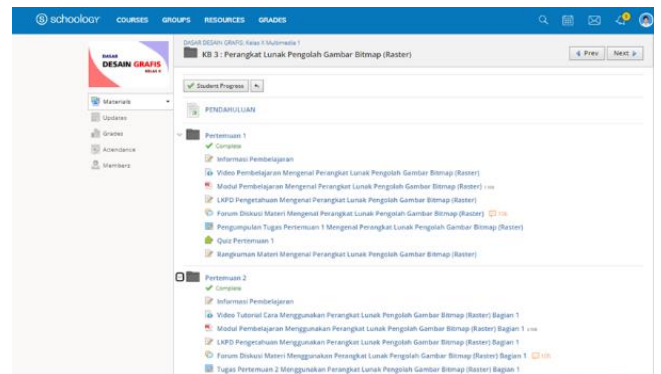 schoology COURSES GROUPS RESOURCES GRADES
DASAR
DESAIN GRAFIS
KELAS X
DASAR DESAIN GRAFIS: Kelas X Multimedia 1
KB 3 : Perangkat Lunak Pengolah Gambar Bitmap (Raster)
Prev Next
Materials
Updates
Grades
Attendance
Members
Student Progress
PENDAHULUAN
Pertemuan 1
Complete
Informasi Pembelajaran
Video Pembelajaran Mengenal Perangkat Lunak Pengolah Gambar Bitmap (Raster)
Modul Pembelajaran Mengenal Perangkat Lunak Pengolah Gambar Bitmap (Raster)
LKPD Pengetahuan Mengenal Perangkat Lunak Pengolah Gambar Bitmap (Raster)
Forum Diskusi Materi Mengenal Perangkat Lunak Pengolah Gambar Bitmap (Raster)
Pengumpulan Tugas Pertemuan 1 Mengenal Perangkat Lunak Pengolah Gambar Bitmap (Raster)
Quiz Pertemuan 1
Rangkuman Materi Mengenal Perangkat Lunak Pengolah Gambar Bitmap (Raster)
Pertemuan 2
Complete
Informasi Pembelajaran
Video Tutorial Cara Menggunakan Perangkat Lunak Pengolah Gambar Bitmap (Raster) Bagian 1
Modul Pembelajaran Menggunakan Perangkat Lunak Pengolah Gambar Bitmap (Raster) Bagian 1
LKPD Pengetahuan Menggunakan Perangkat Lunak Pengolah Gambar Bitmap (Raster) Bagian 1
Forum Diskusi Materi Menggunakan Perangkat Lunak Pengolah Gambar Bitmap (Raster) Bagian 1
Tugas Pertemuan 2 Menggunakan Perangkat Lunak Pengolah Gambar Bitmap (Raster) Bagian 1